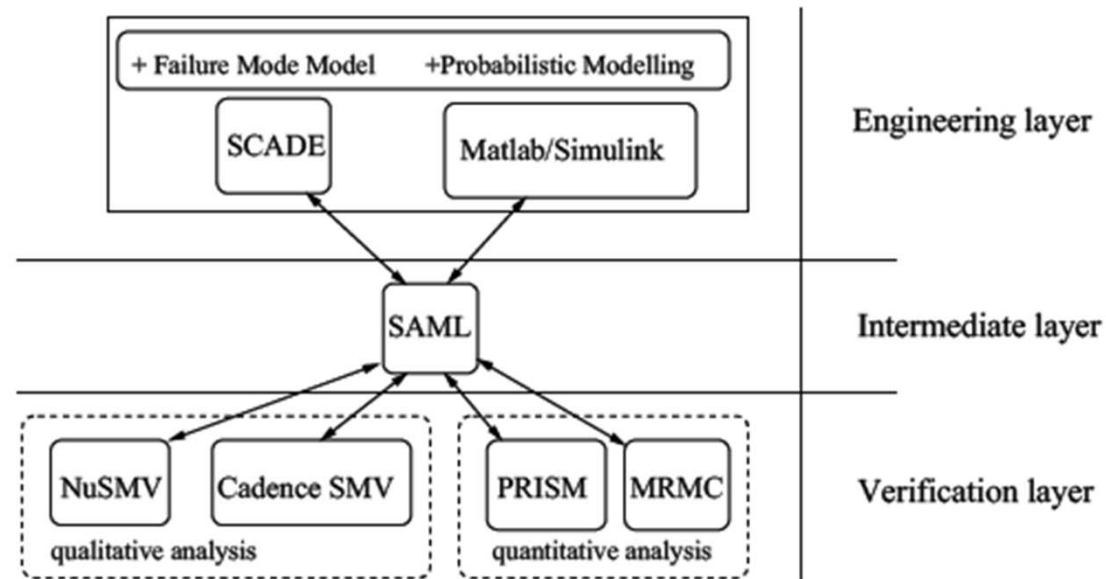 + Failure Mode Model +Probabilistic Modelling
SCADE
Matlab/Simulink
Engineering layer
SAML
Intermediate layer
NuSMV
Cadence SMV
PRISM
MRMC
Verification layer
qualitative analysis
quantitative analysis